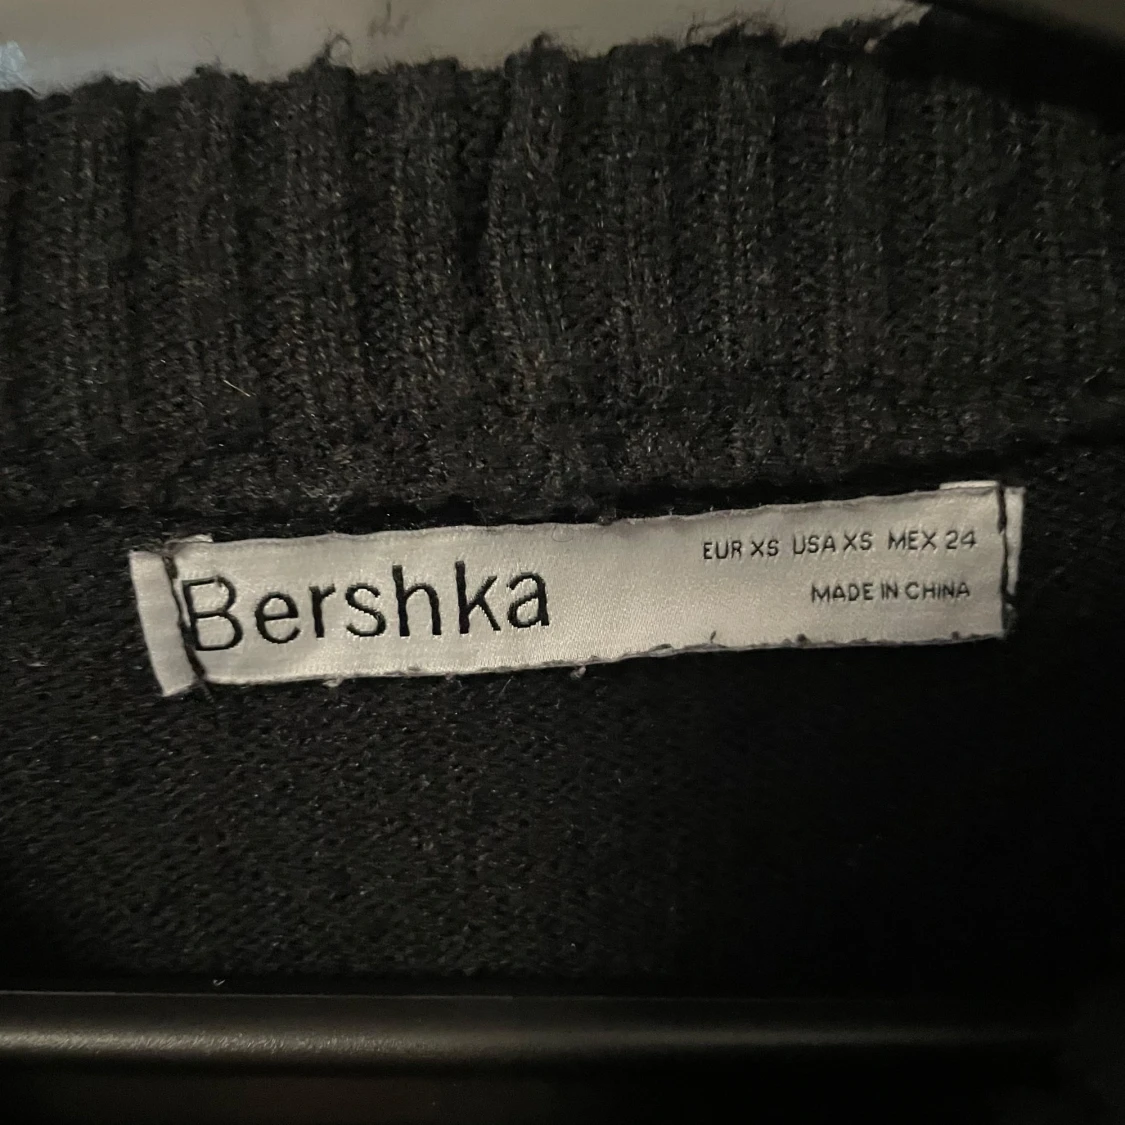 Bershka
EUR XS USA XS MEX 24
MADE IN CHINA